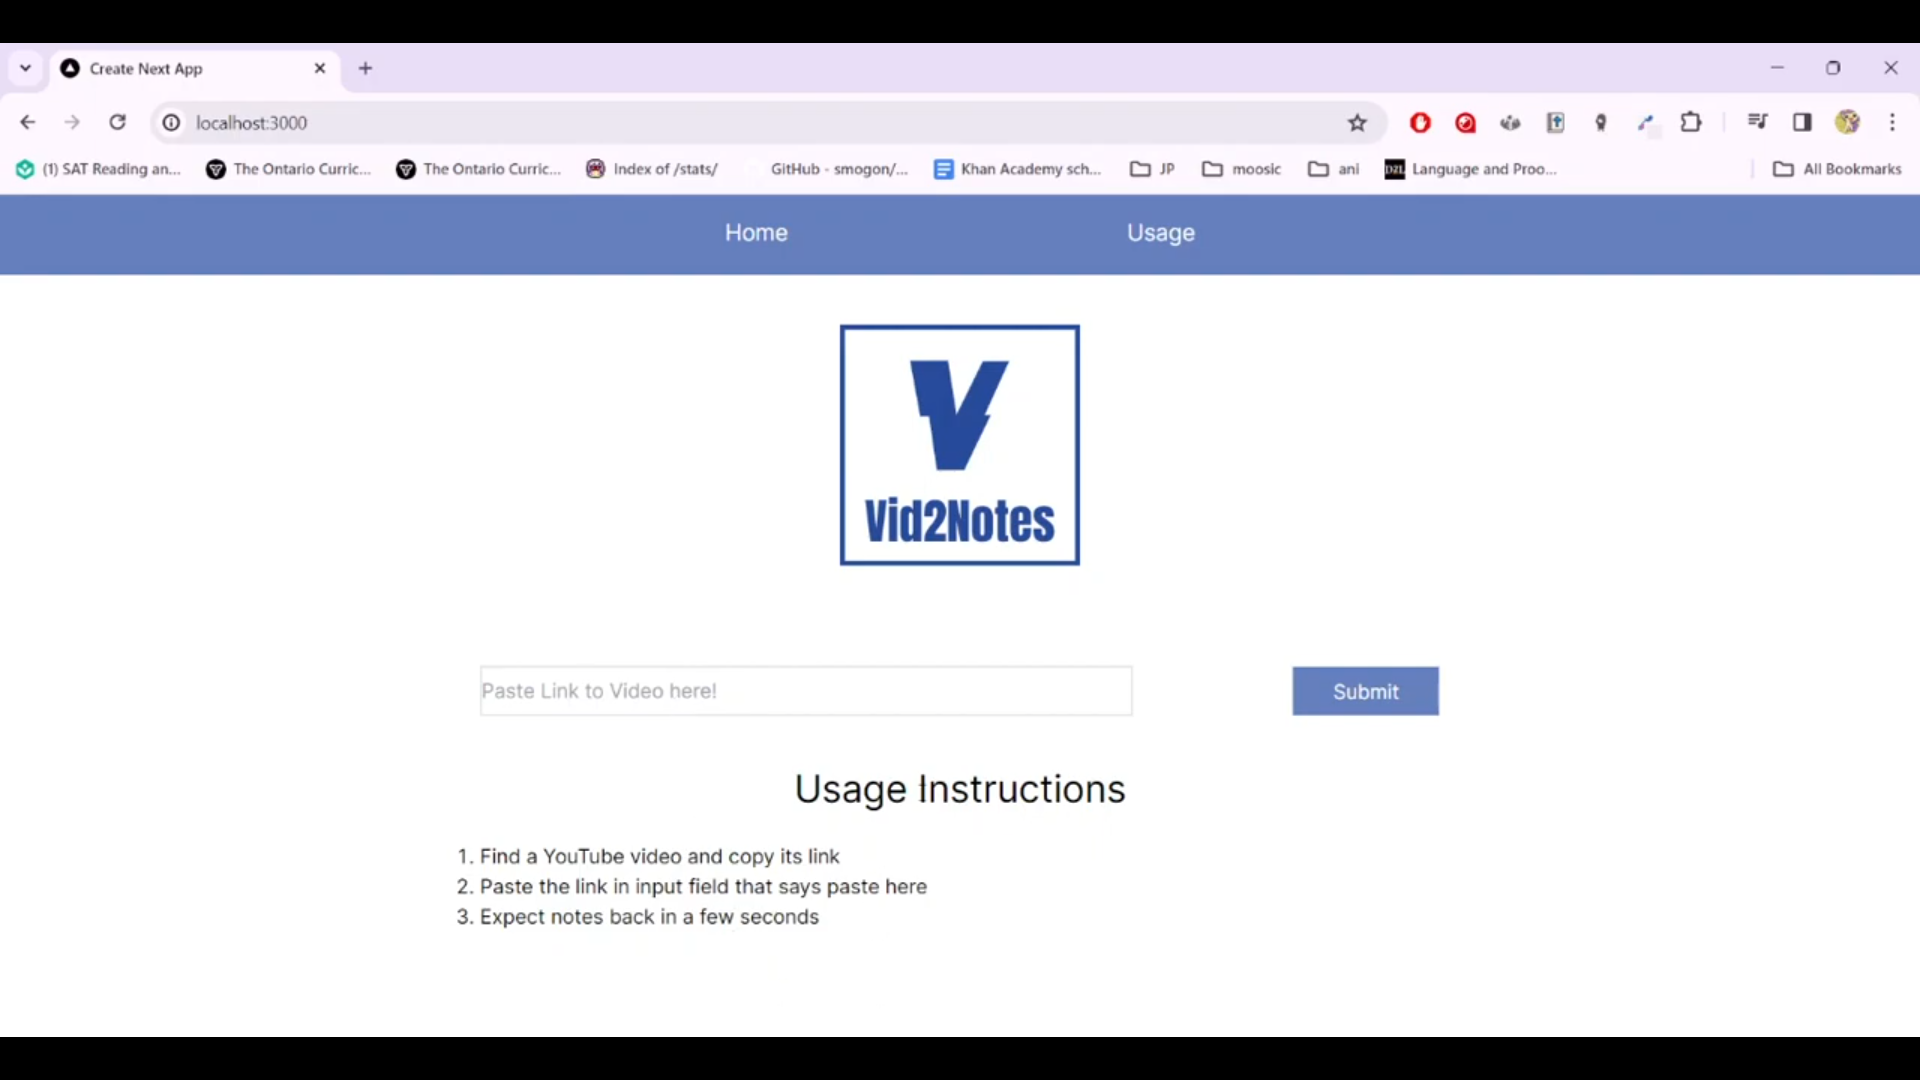 Create Next App
localhost:3000
(1) SAT Reading an...
The Ontario Curric...
The Ontario Curric...
Index of /stats/
GitHub - smogon/...
Khan Academy sch...
JP
moosic
ani
D2L
Language and Proo...
All Bookmarks
Home
Usage
V
Vid2Notes
Paste Link to Video here!
Submit
Usage Instructions
1. Find a YouTube video and copy its link
2. Paste the link in input field that says paste here
3. Expect notes back in a few seconds